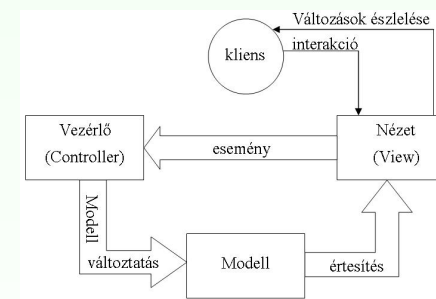 Változások észlelése
kliens
interakció
Vezérlő
(Controller)
esemény
Nézet
(View)
Modell
változtatás
Modell
értesítés